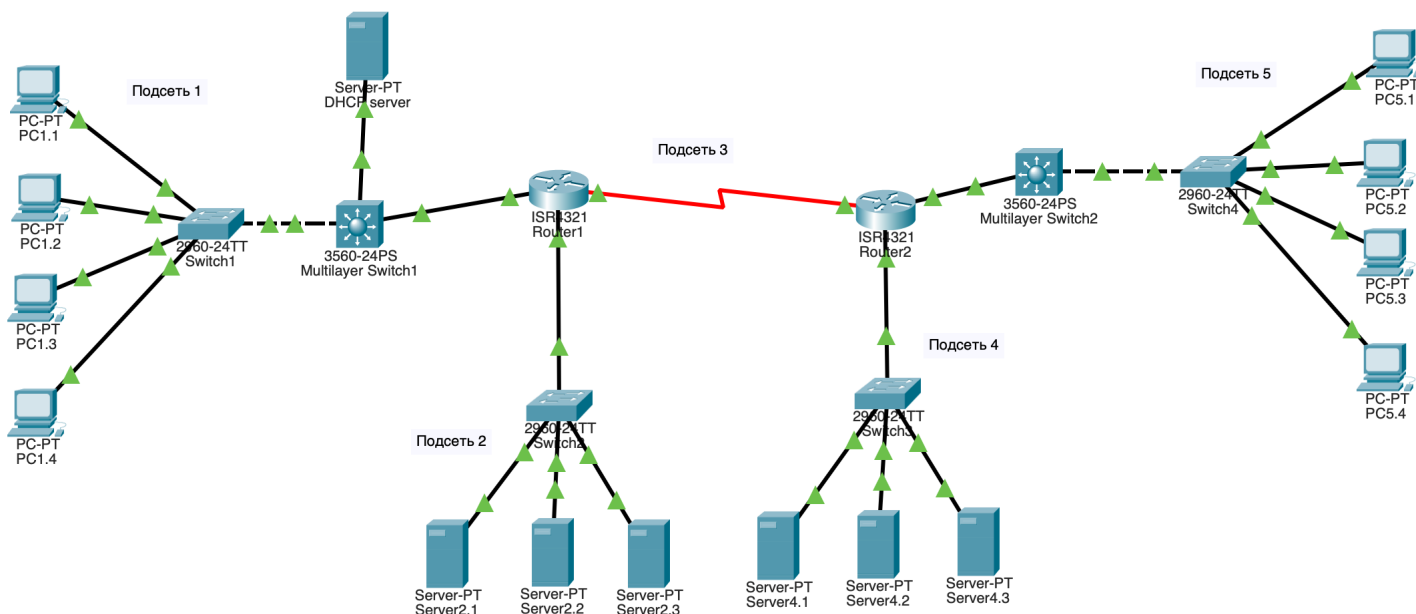 Подсеть 1
PC-PT
PC1.1
PC-PT
PC1.2
PC-PT
PC1.3
PC-PT
PC1.4
2960-24TT
Switch1
Server-PT
DHCP server
3560-24PS
Multilayer Switch1
ISR4321
Router1
Подсеть 2
2960-24TT
Switch2
Server-PT
Server2.1
Server-PT
Server2.2
Server-PT
Server2.3
Подсеть 3
ISR4321
Router2
Подсеть 4
2960-24TT
Switch3
Server-PT
Server4.1
Server-PT
Server4.2
Server-PT
Server4.3
3560-24PS
Multilayer Switch2
Подсеть 5
2960-24TT
Switch4
PC-PT
PC5.1
PC-PT
PC5.2
PC-PT
PC5.3
PC-PT
PC5.4